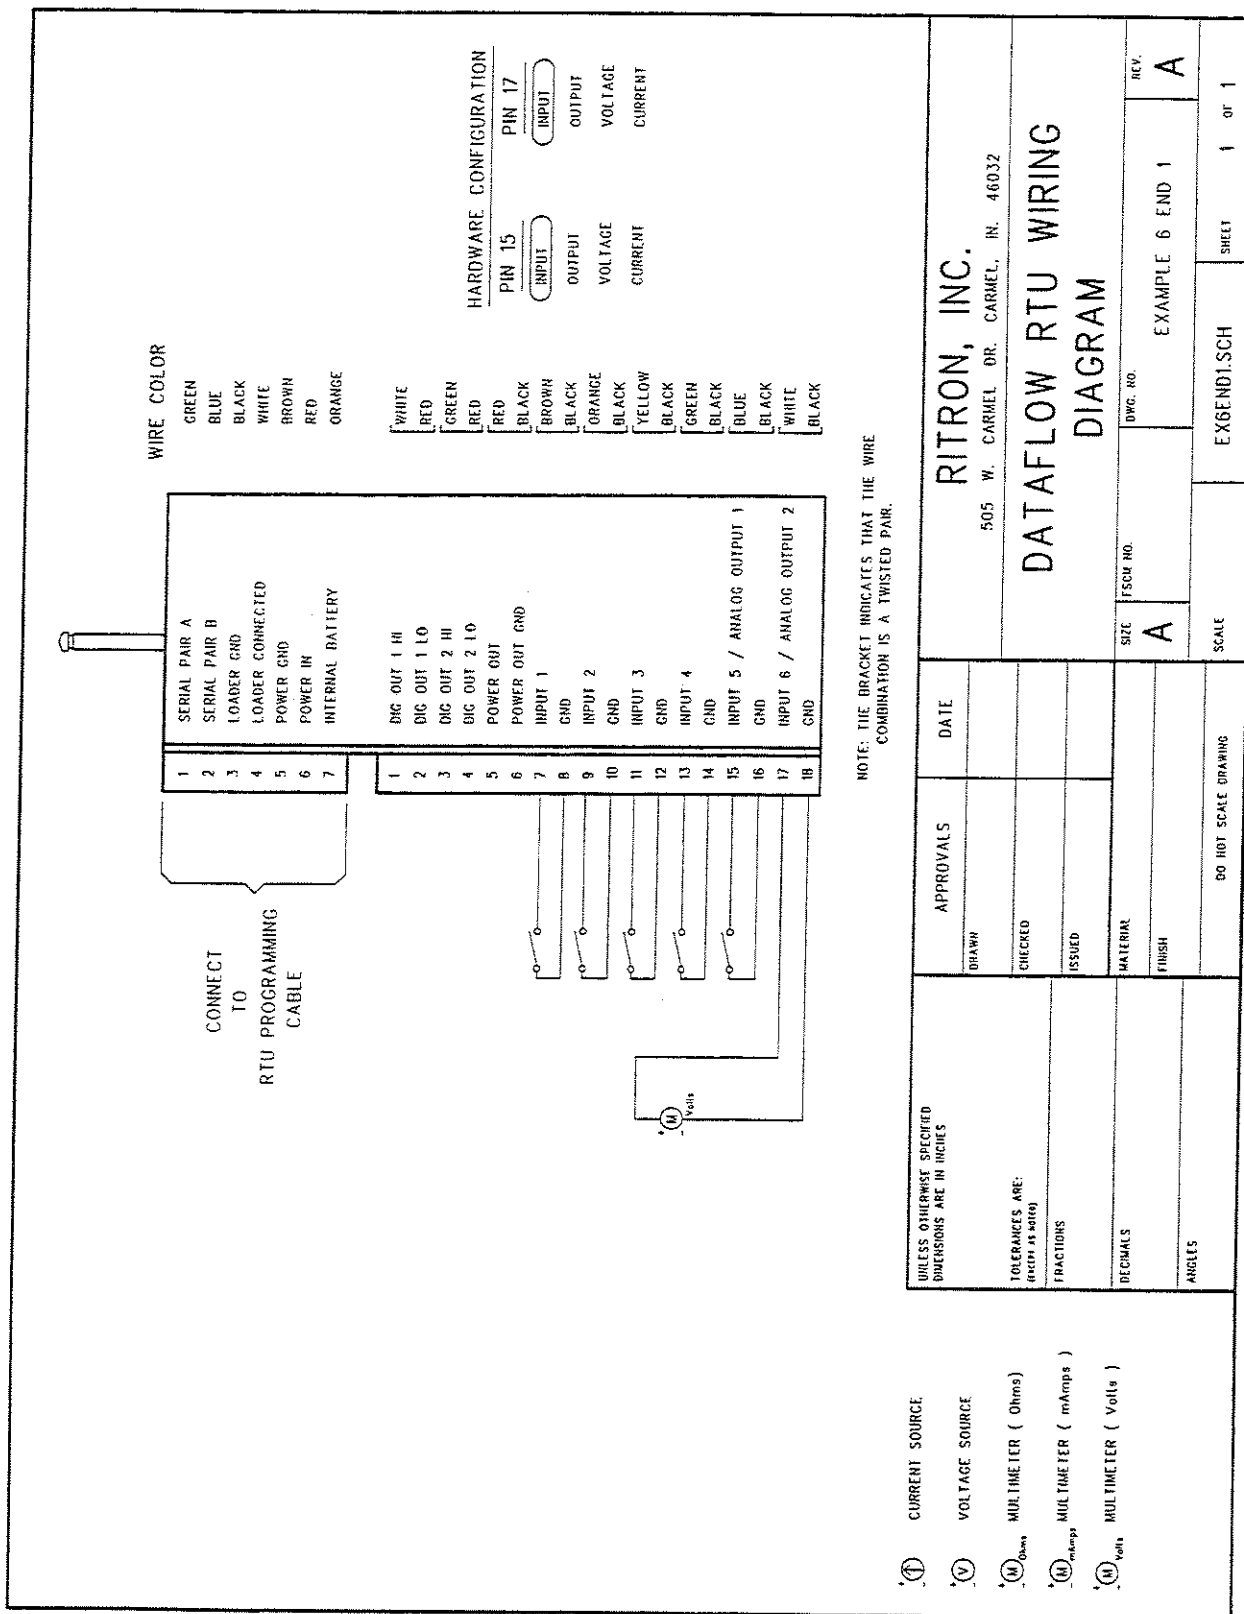 WIRE COLOR
1 SERIAL PAIR A GREEN
2 SERIAL PAIR B BLUE
3 LOADER GND BLACK
4 LOADER CONNECTED WHITE
5 POWER GND BROWN
6 POWER IN RED
7 INTERNAL BATTERY ORANGE
CONNECT
TO
RTU PROGRAMMING
CABLE
1 DIG OUT 1 HI WHITE
2 DIG OUT 1 LO RED
3 DIG OUT 2 HI GREEN
4 DIG OUT 2 LO RED
5 POWER OUT RED
6 POWER OUT GND BLACK
7 INPUT 1 BROWN
8 GND BLACK
9 INPUT 2 ORANGE
10 GND BLACK
11 INPUT 3 YELLOW
12 GND BLACK
13 INPUT 4 GREEN
14 GND BLACK
15 INPUT 5 / ANALOG OUTPUT 1 BLUE
16 GND BLACK
17 INPUT 6 / ANALOG OUTPUT 2 WHITE
18 GND BLACK
HARDWARE CONFIGURATION
PIN 15 PIN 17
INPUT INPUT
OUTPUT OUTPUT
VOLTAGE VOLTAGE
CURRENT CURRENT
+ M - Volts
NOTE: THE BRACKET INDICATES THAT THE WIRE
COMBINATION IS A TWISTED PAIR.
+ - CURRENT SOURCE
+ V - VOLTAGE SOURCE
+ M - Ohms MULTIMETER ( Ohms)
+ M - mAmps MULTIMETER ( mAmps )
+ M - Volts MULTIMETER ( Volts )
UNLESS OTHERWISE SPECIFIED
DIMENSIONS ARE IN INCHES
TOLERANCES ARE:
(EXCEPT AS NOTED)
FRACTIONS
DECIMALS
ANGLES
APPROVALS DATE
DRAWN
CHECKED
ISSUED
MATERIAL
FINISH
DO NOT SCALE DRAWING
RITRON, INC.
505 W. CARMEL DR. CARMEL, IN. 46032
DATAFLOW RTU WIRING
DIAGRAM
SIZE FSCM NO. DWG. NO. REV.
A EXAMPLE 6 END 1 A
SCALE EX6END1.SCH SHEET 1 OF 1